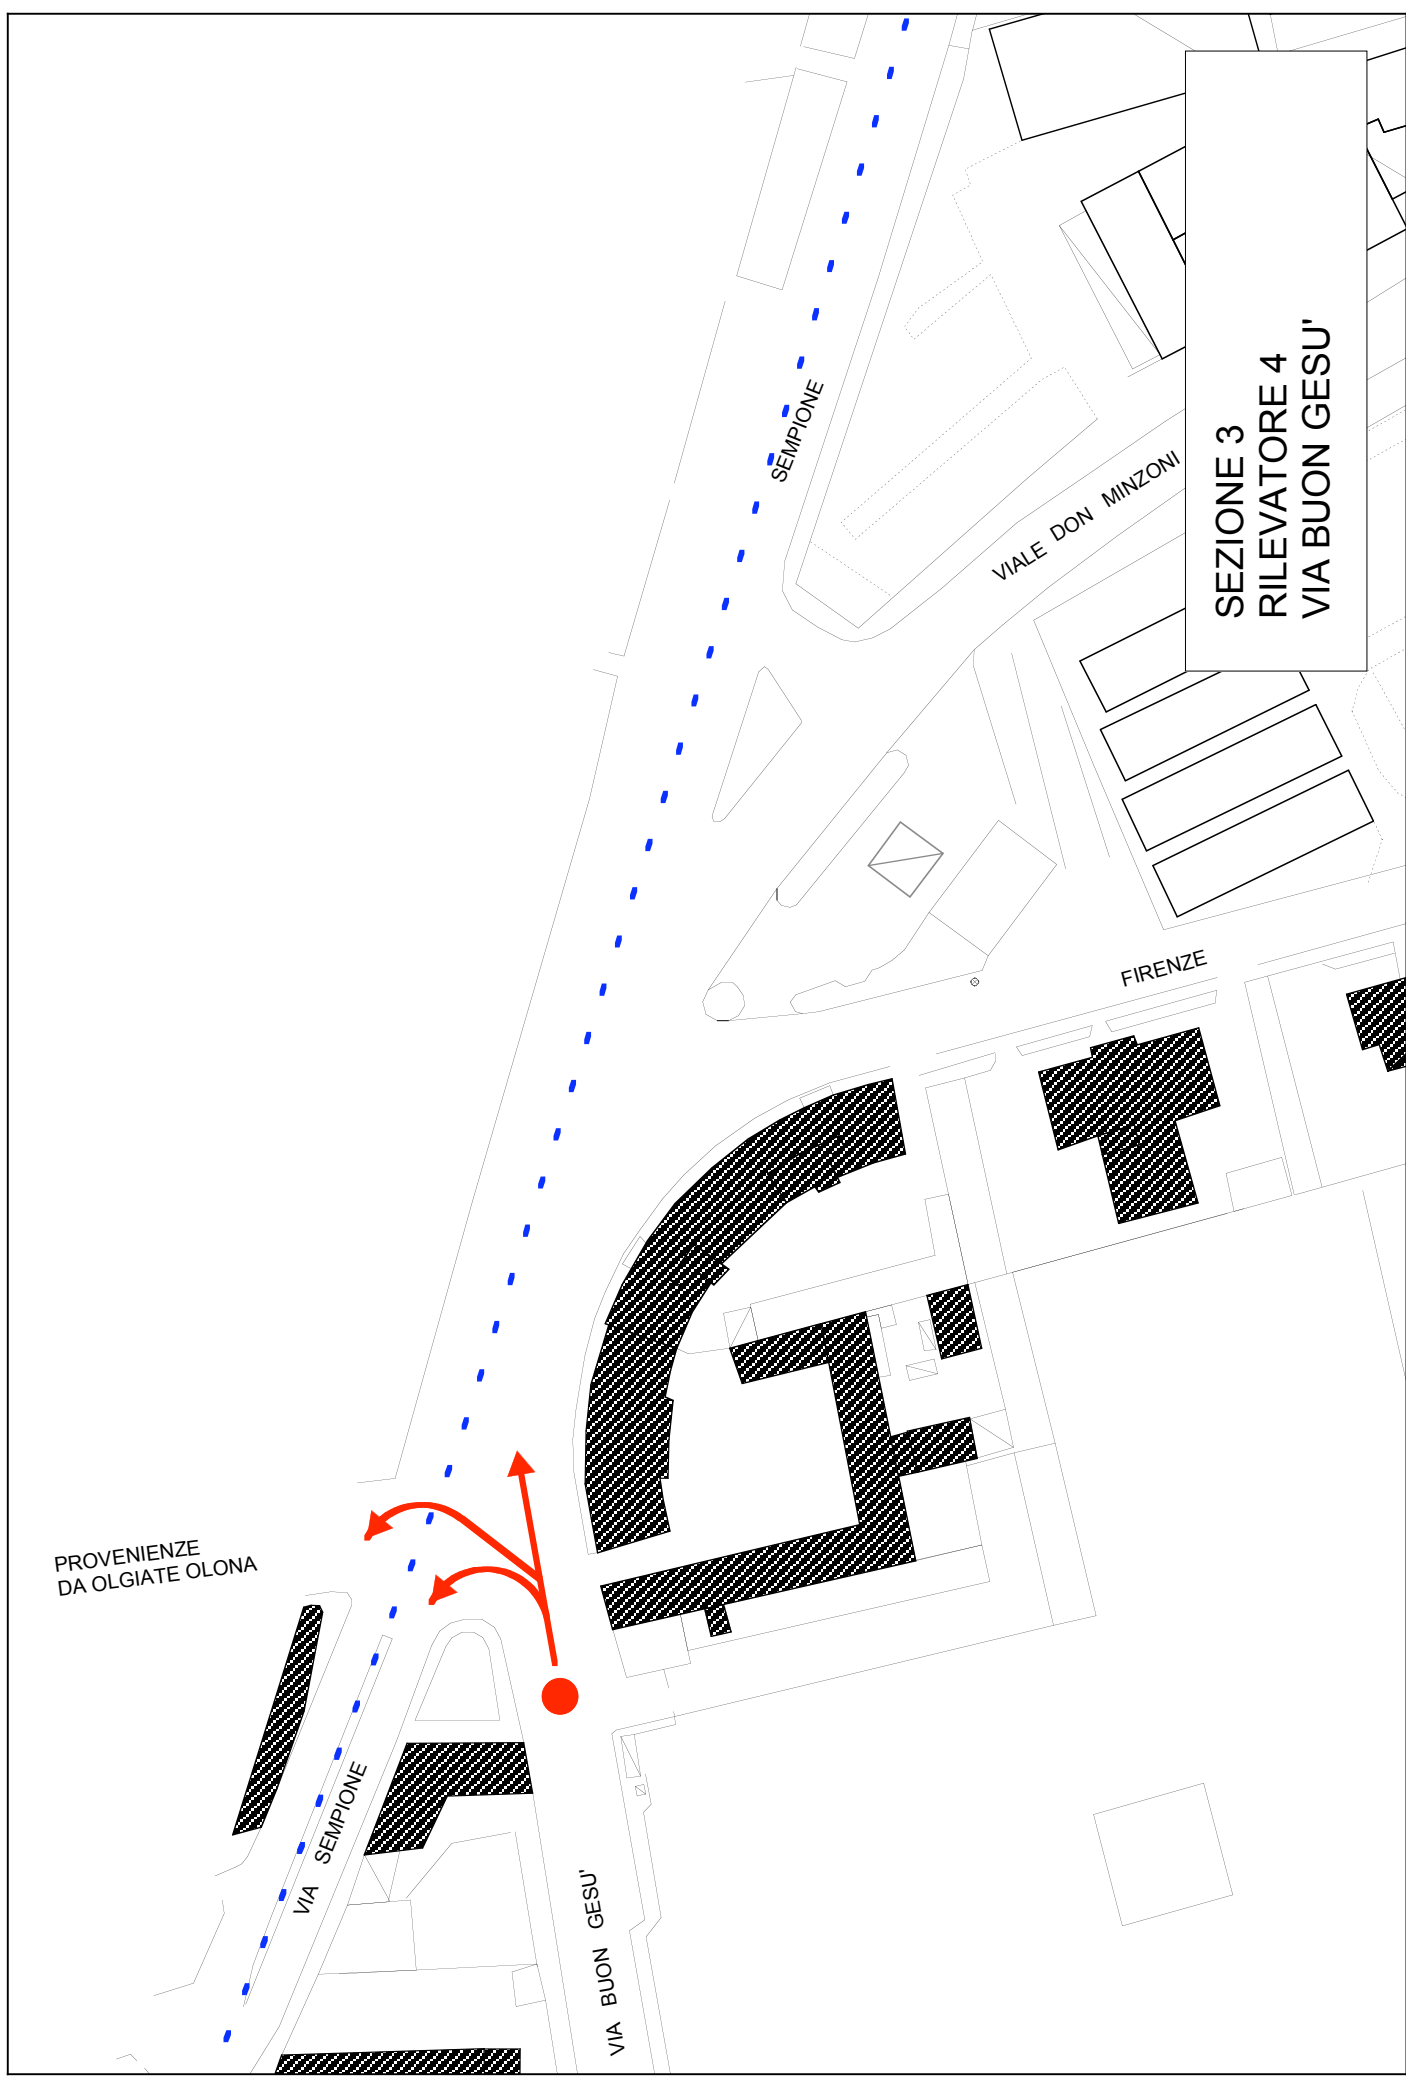 SEZIONE 3
RILEVATORE 4
VIA BUON GESU'
SEMPIONE
VIALE DON MINZONI
FIRENZE
PROVENIENZE
DA OLGIATE OLONA
VIA SEMPIONE
VIA BUON GESU'